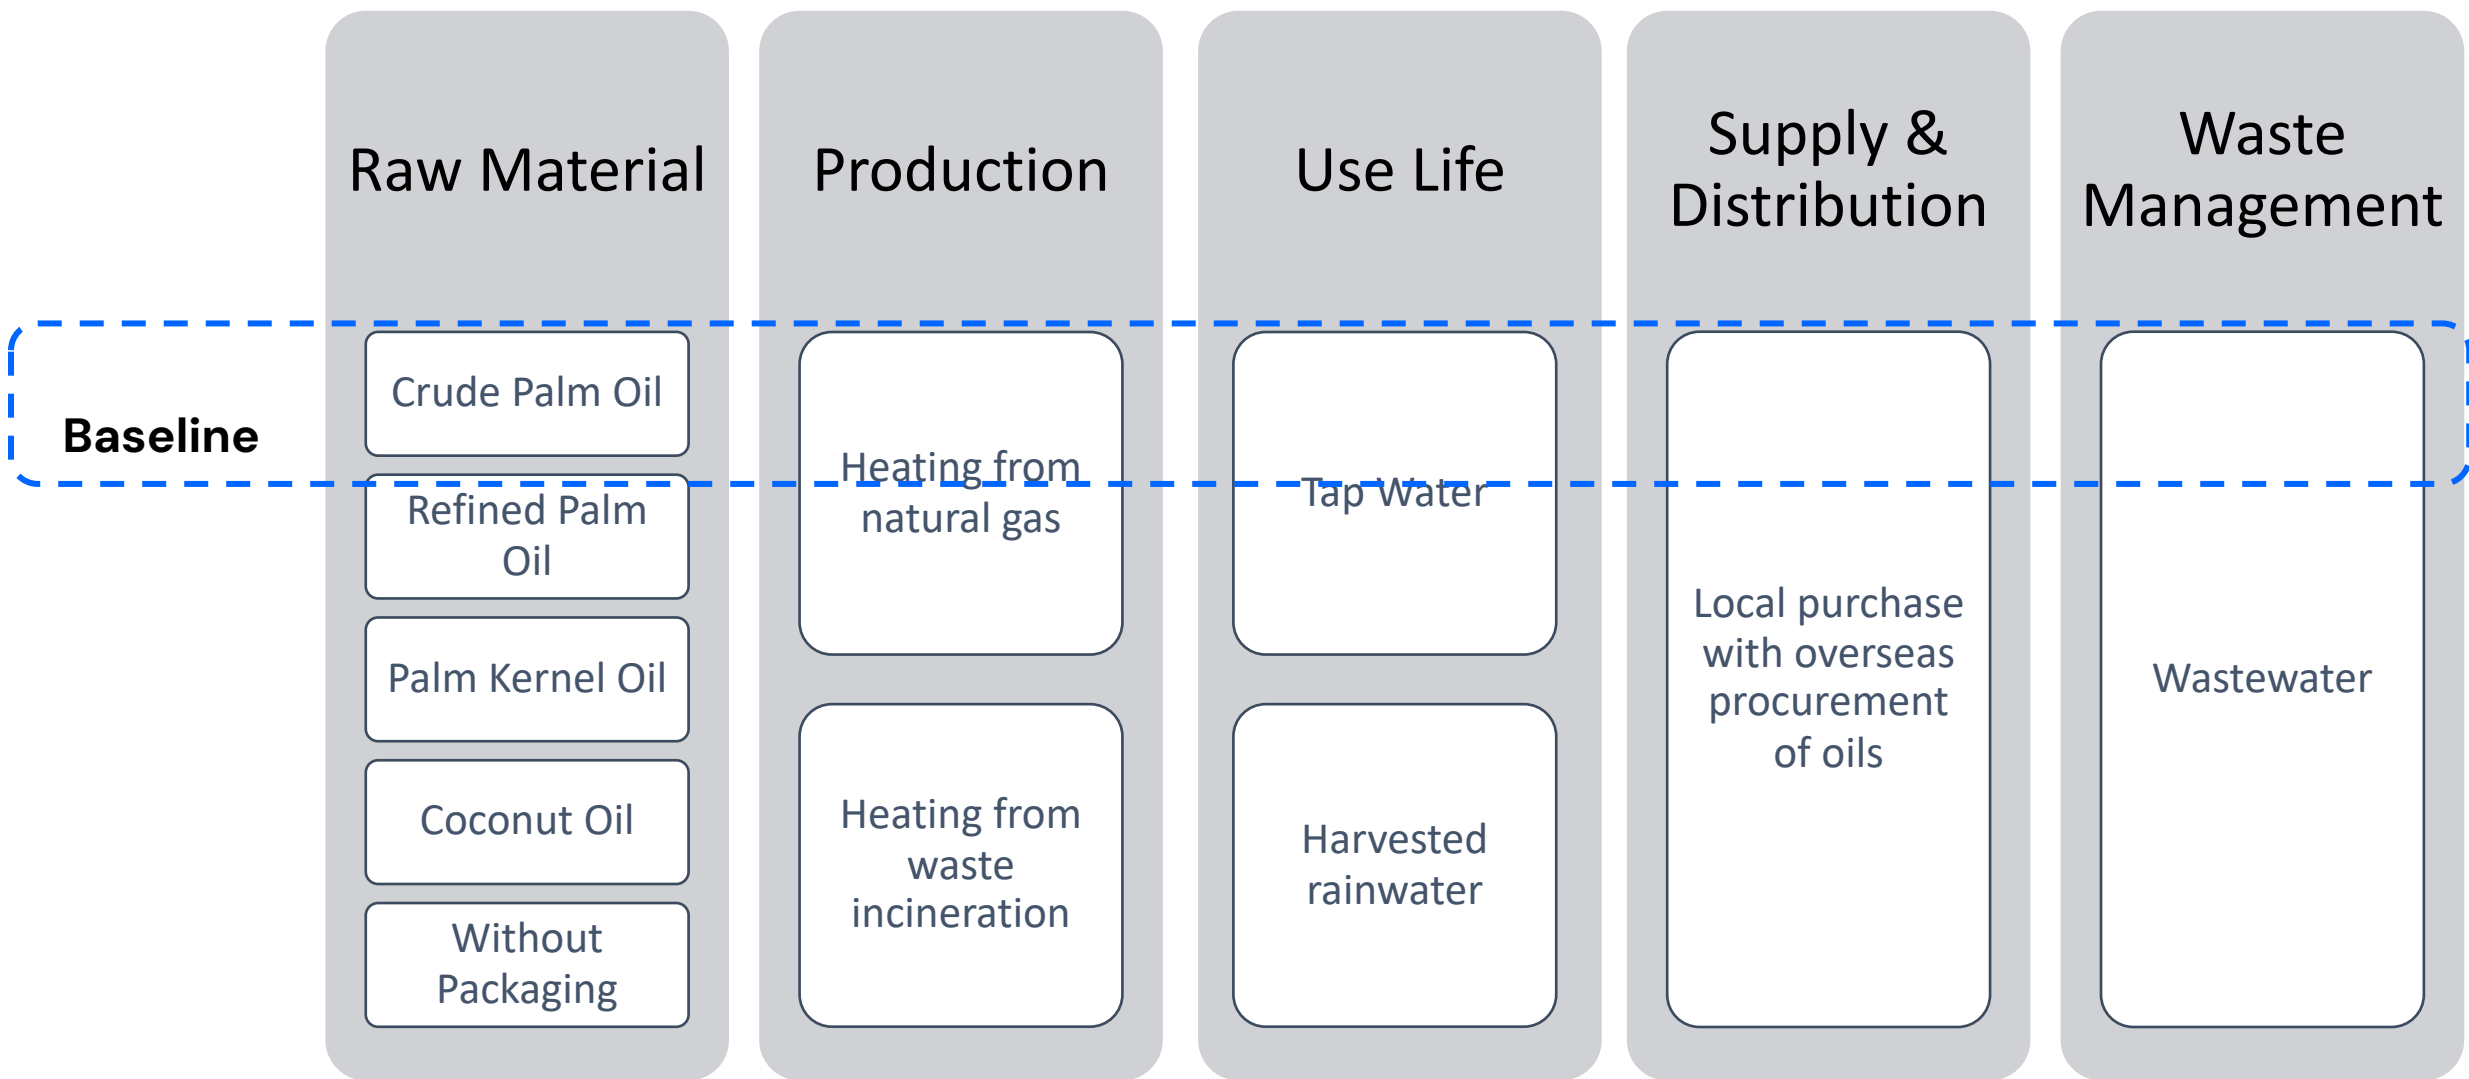 Raw Material
Production
Use Life
Supply &
Distribution
Waste
Management
Baseline
Crude Palm Oil
Refined Palm
Oil
Palm Kernel Oil
Coconut Oil
Without
Packaging
Heating from
natural gas
Heating from
waste
incineration
Tap Water
Harvested
rainwater
Local purchase
with overseas
procurement
of oils
Wastewater